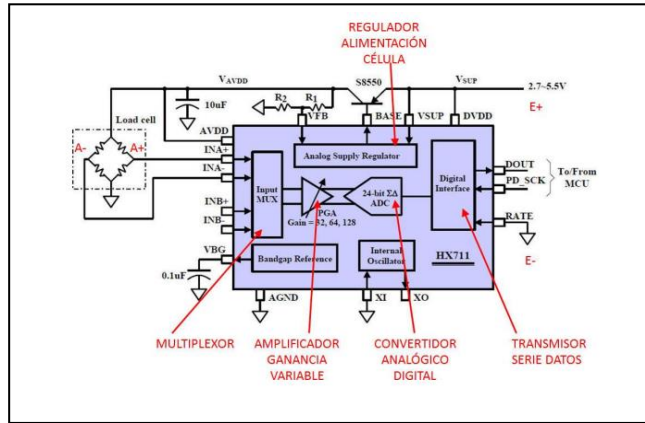 REGULADOR
ALIMENTACIÓN
CÉLULA
VAVDD
S8550
VSUP
2.7~5.5V
E+
10uF
R2
R1
Load cell
AVDD
VFB
BASE
VSUP
DVDD
A-
A+
INA+
INA-
Analog Supply Regulator
DOUT
To/From
MCU
PD_SCK
Input
MUX
Digital
Interface
24-bit ΣΔ
ADC
INB+
INB-
PGA
Gain = 32, 64, 128
RATE
VBG
Internal
Oscillator
E-
Bandgap Reference
HX711
0.1uF
AGND
XI
XO
MULTIPLEXOR
AMPLIFICADOR
GANANCIA
VARIABLE
CONVERTIDOR
ANALÓGICO
DIGITAL
TRANSMISOR
SERIE DATOS